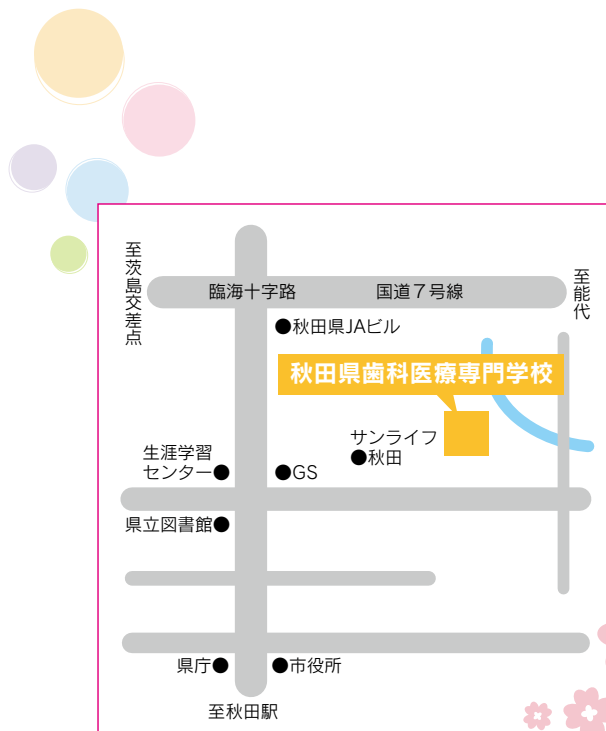 至茨島交差点
臨海十字路
国道7号線
至能代
●秋田県JAビル
秋田県歯科医療専門学校
サンライフ
●秋田
生涯学習
センター●
●GS
県立図書館●
県庁●
●市役所
至秋田駅